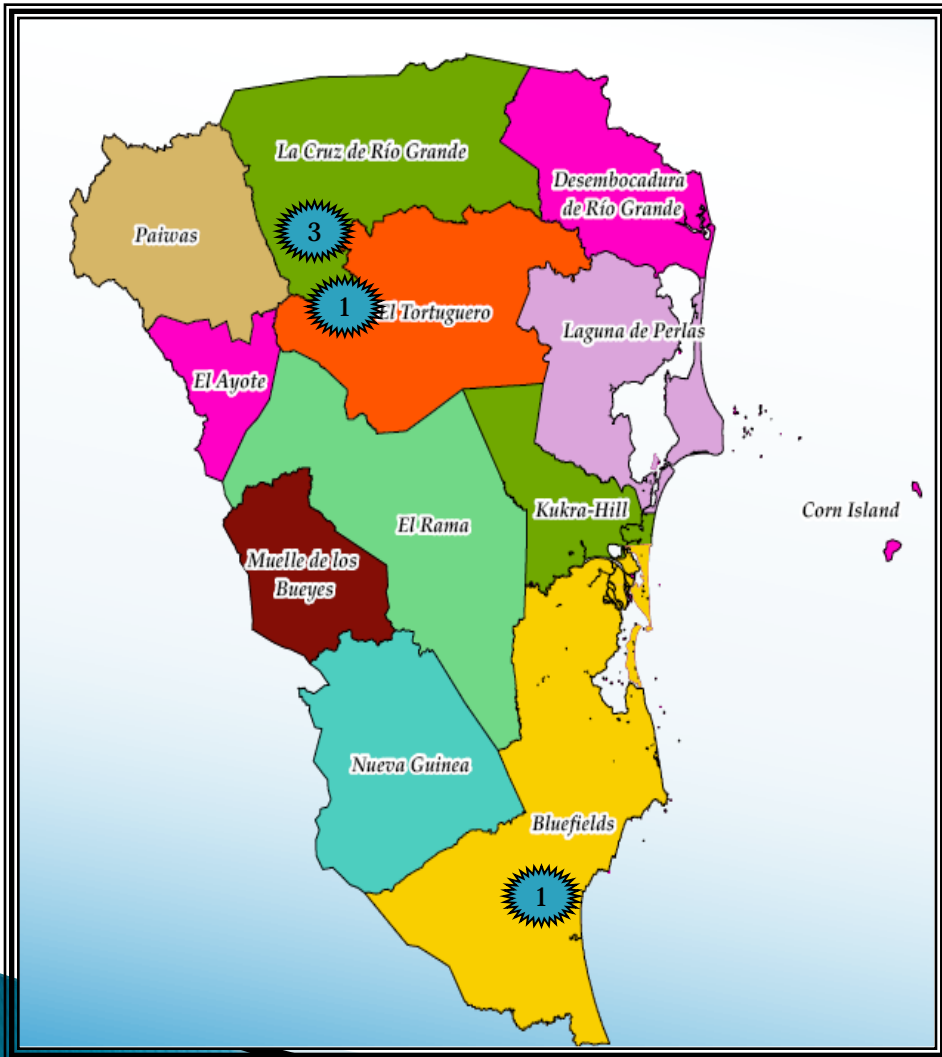 La Cruz de Río Grande
Desembocadura
de Río Grande
Paiwas
3
1
El Tortuguero
Laguna de Perlas
El Ayote
Corn Island
Kukra-Hill
El Rama
Muelle de los
Bueyes
Nueva Guinea
Bluefields
1